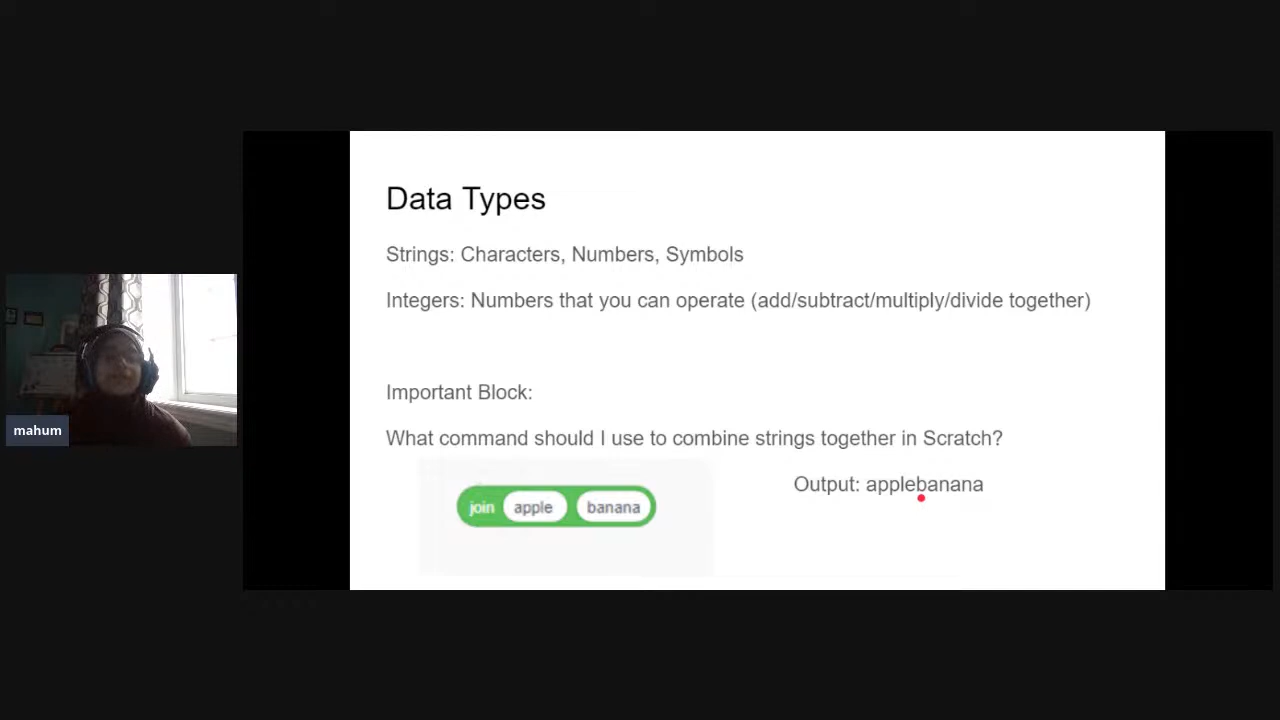 Data Types
Strings: Characters, Numbers, Symbols
Integers: Numbers that you can operate (add/subtract/multiply/divide together)
Important Block:
What command should I use to combine strings together in Scratch?
Output: applebanana
join apple banana
mahum